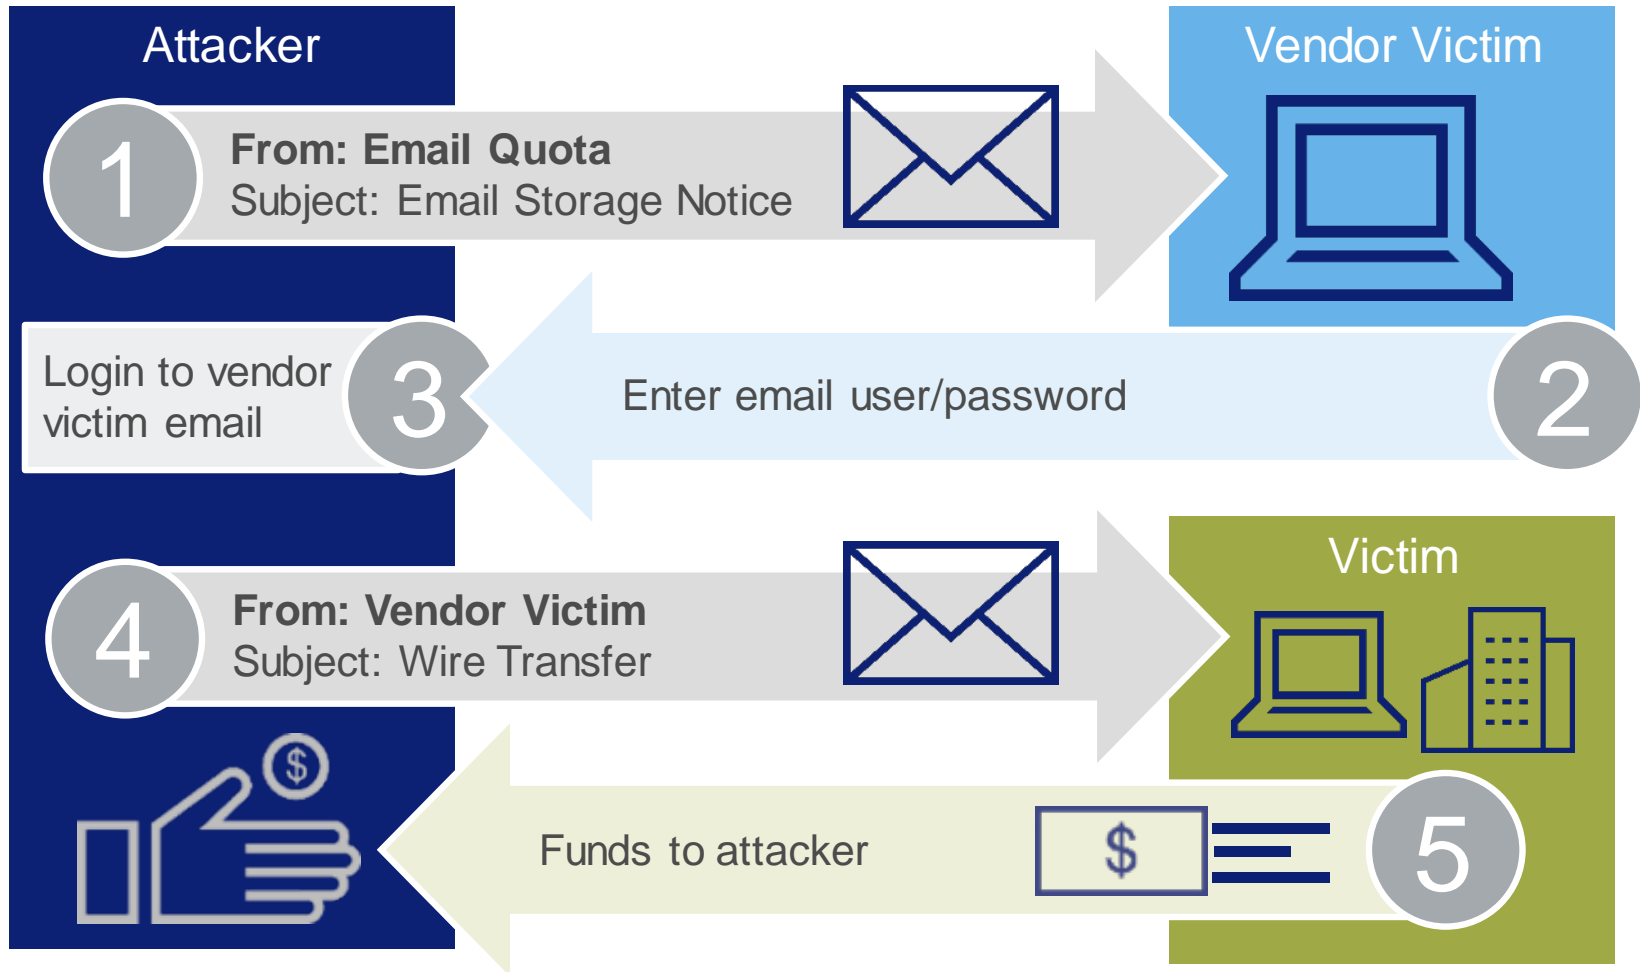 Attacker
Vendor Victim
1
From: Email Quota
Subject: Email Storage Notice
Login to vendor
victim email
3
Enter email user/password
2
4
From: Vendor Victim
Subject: Wire Transfer
Victim
$
Funds to attacker
$
5